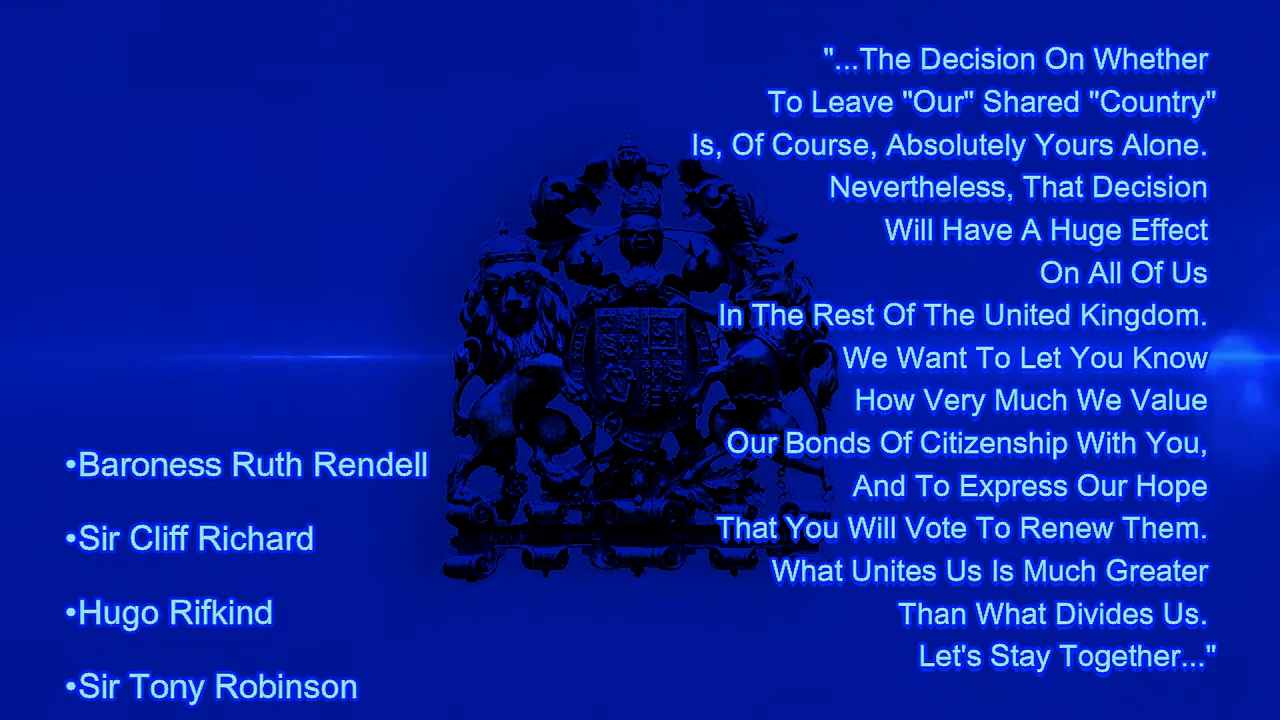 "...The Decision On Whether
To Leave "Our" Shared "Country"
Is, Of Course, Absolutely Yours Alone.
Nevertheless, That Decision
Will Have A Huge Effect
On All Of Us
In The Rest Of The United Kingdom.
We Want To Let You Know
How Very Much We Value
Our Bonds Of Citizenship With You,
And To Express Our Hope
That You Will Vote To Renew Them.
What Unites Us Is Much Greater
Than What Divides Us.
Let's Stay Together..."
•Baroness Ruth Rendell
•Sir Cliff Richard
•Hugo Rifkind
•Sir Tony Robinson